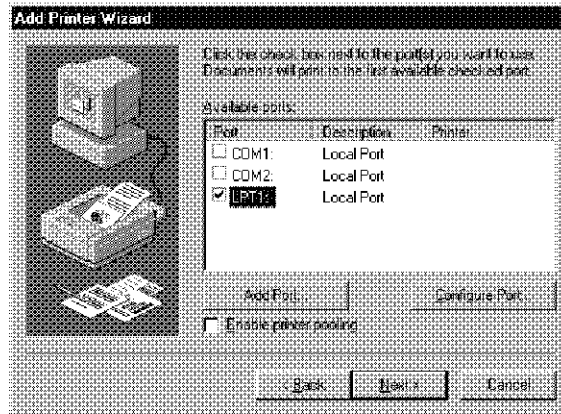 Add Printer Wizard
Click the check box next to the port(s) you want to use.
Documents will print to the first available checked port.
Available ports:
Port Description Printer
COM1: Local Port
COM2: Local Port
LPT1: Local Port
Add Port... Configure Port...
Enable printer pooling
< Back Next > Cancel